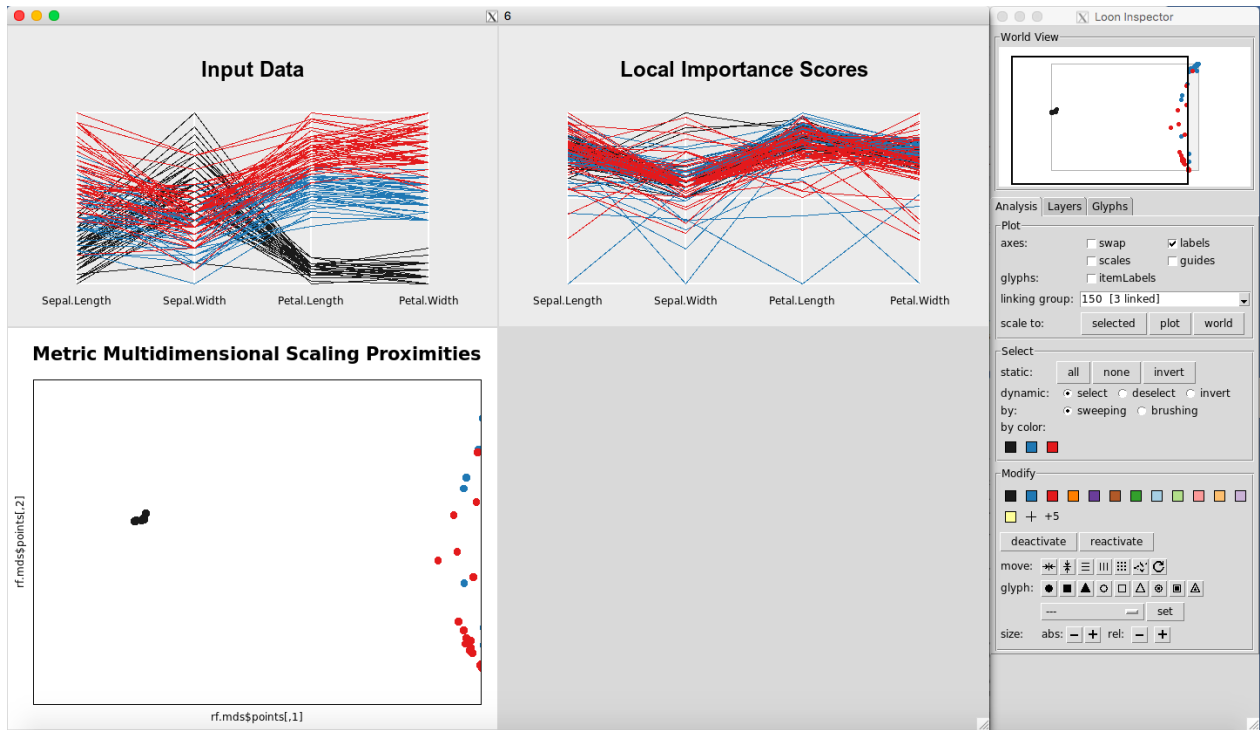 6
Input Data
Sepal.Length Sepal.Width Petal.Length Petal.Width
Local Importance Scores
Sepal.Length Sepal.Width Petal.Length Petal.Width
Metric Multidimensional Scaling Proximities
rf.mds$points[,2]
rf.mds$points[,1]
Loon Inspector
World View
Analysis Layers Glyphs
Plot
axes: swap labels
scales guides
glyphs: itemLabels
linking group: 150 [3 linked]
scale to: selected plot world
Select
static: all none invert
dynamic: select deselect invert
by: sweeping brushing
by color:
Modify
+5
deactivate reactivate
move:
glyph:
--- set
size: abs: − + rel: − +